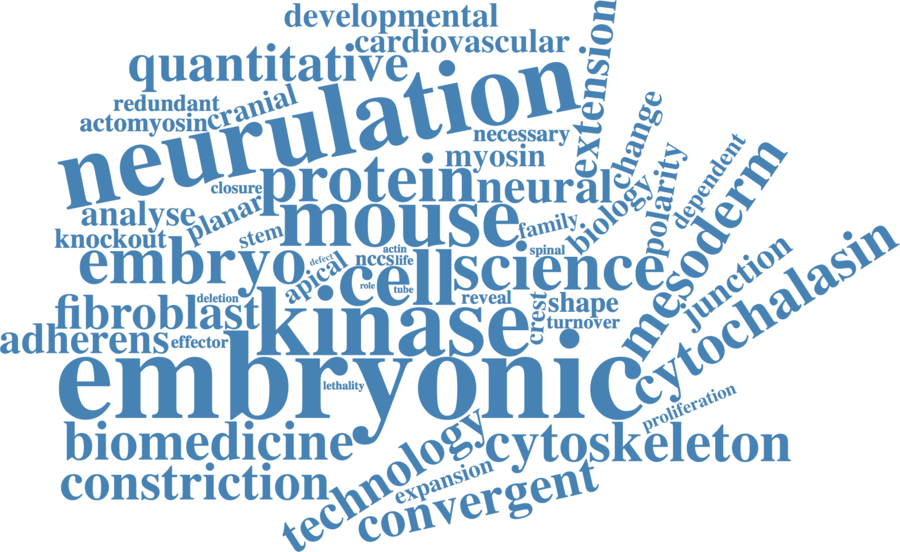 developmental
cardiovascular
extension
quantitative
redundant
cranial
actomyosin
neurulation
necessary
change
myosin
closure
protein
neural
polarity
dependent
mesoderm
analyse
planar
mouse
family
biology
knockout
stem
spinal
embryo
defect
apical
actin
nccs
life
cell
science
role
tube
junction
cytochalasin
deletion
fibroblast
kinase
reveal
crest
shape
turnover
adherens
effector
embryonic
lethality
proliferation
biomedicine
technology
cytoskeleton
constriction
expansion
convergent